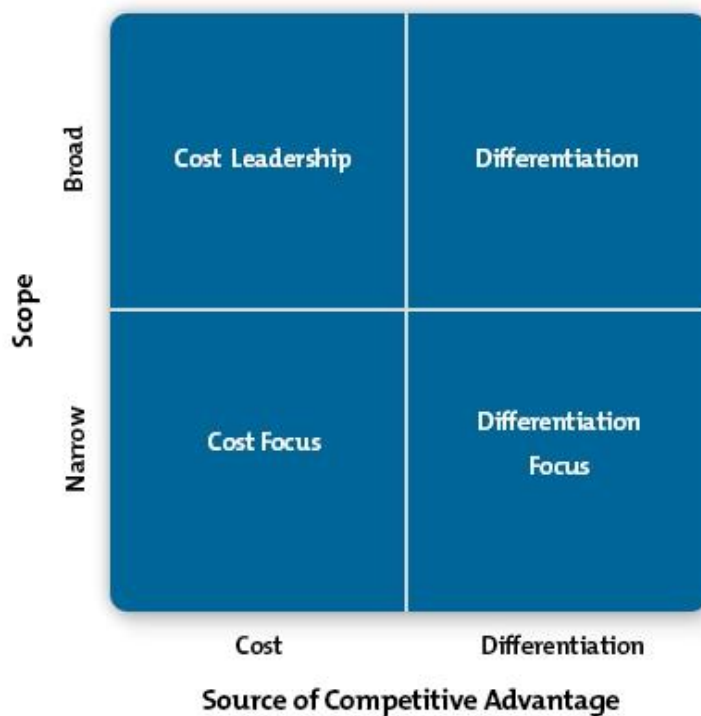 Broad
Cost Leadership
Differentiation
Scope
Narrow
Cost Focus
Differentiation
Focus
Cost
Differentiation
Source of Competitive Advantage